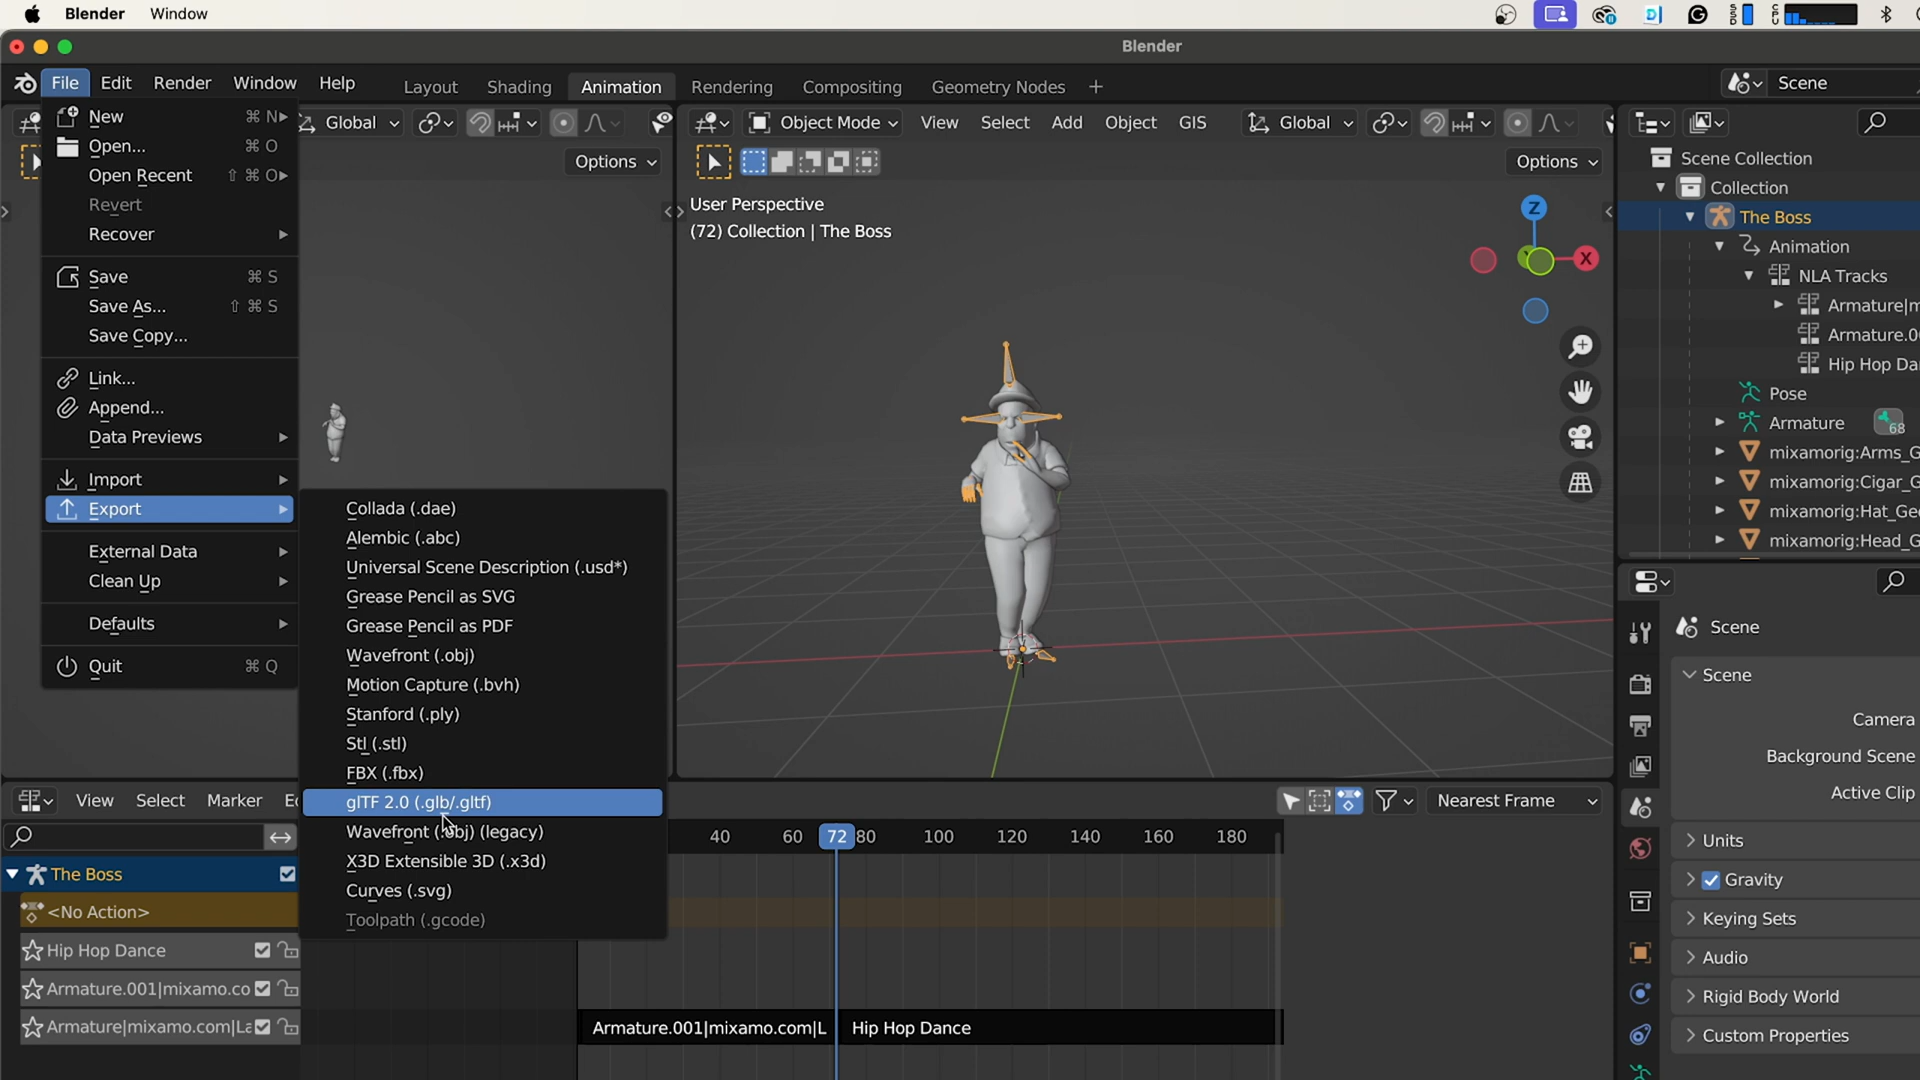 Blender Window
Blender
File Edit Render Window Help Layout Shading Animation Rendering Compositing Geometry Nodes + Scene
New ⌘ N
Open... ⌘ O
Open Recent ⇧ ⌘ O
Revert
Recover
Save ⌘ S
Save As... ⇧ ⌘ S
Save Copy...
Link...
Append...
Data Previews
Import
Export
External Data
Clean Up
Defaults
Quit ⌘ Q
Global
Options
Collada (.dae)
Alembic (.abc)
Universal Scene Description (.usd*)
Grease Pencil as SVG
Grease Pencil as PDF
Wavefront (.obj)
Motion Capture (.bvh)
Stanford (.ply)
Stl (.stl)
FBX (.fbx)
glTF 2.0 (.glb/.gltf)
Wavefront (.obj) (legacy)
X3D Extensible 3D (.x3d)
Curves (.svg)
Toolpath (.gcode)
Object Mode View Select Add Object GIS Global
Options
User Perspective
(72) Collection | The Boss
Z
X
Scene Collection
Collection
The Boss
Animation
NLA Tracks
Armature|m
Armature.0
Hip Hop Da
Pose
Armature 68
mixamorig:Arms_G
mixamorig:Cigar_G
mixamorig:Hat_Ge
mixamorig:Head_G
Scene
Scene
Camera
Background Scene
Active Clip
Units
Gravity
Keying Sets
Audio
Rigid Body World
Custom Properties
View Select Marker Ec
Nearest Frame
40 60 72 80 100 120 140 160 180
The Boss
<No Action>
Hip Hop Dance
Armature.001|mixamo.co
Armature|mixamo.com|La
Armature.001|mixamo.com|L Hip Hop Dance